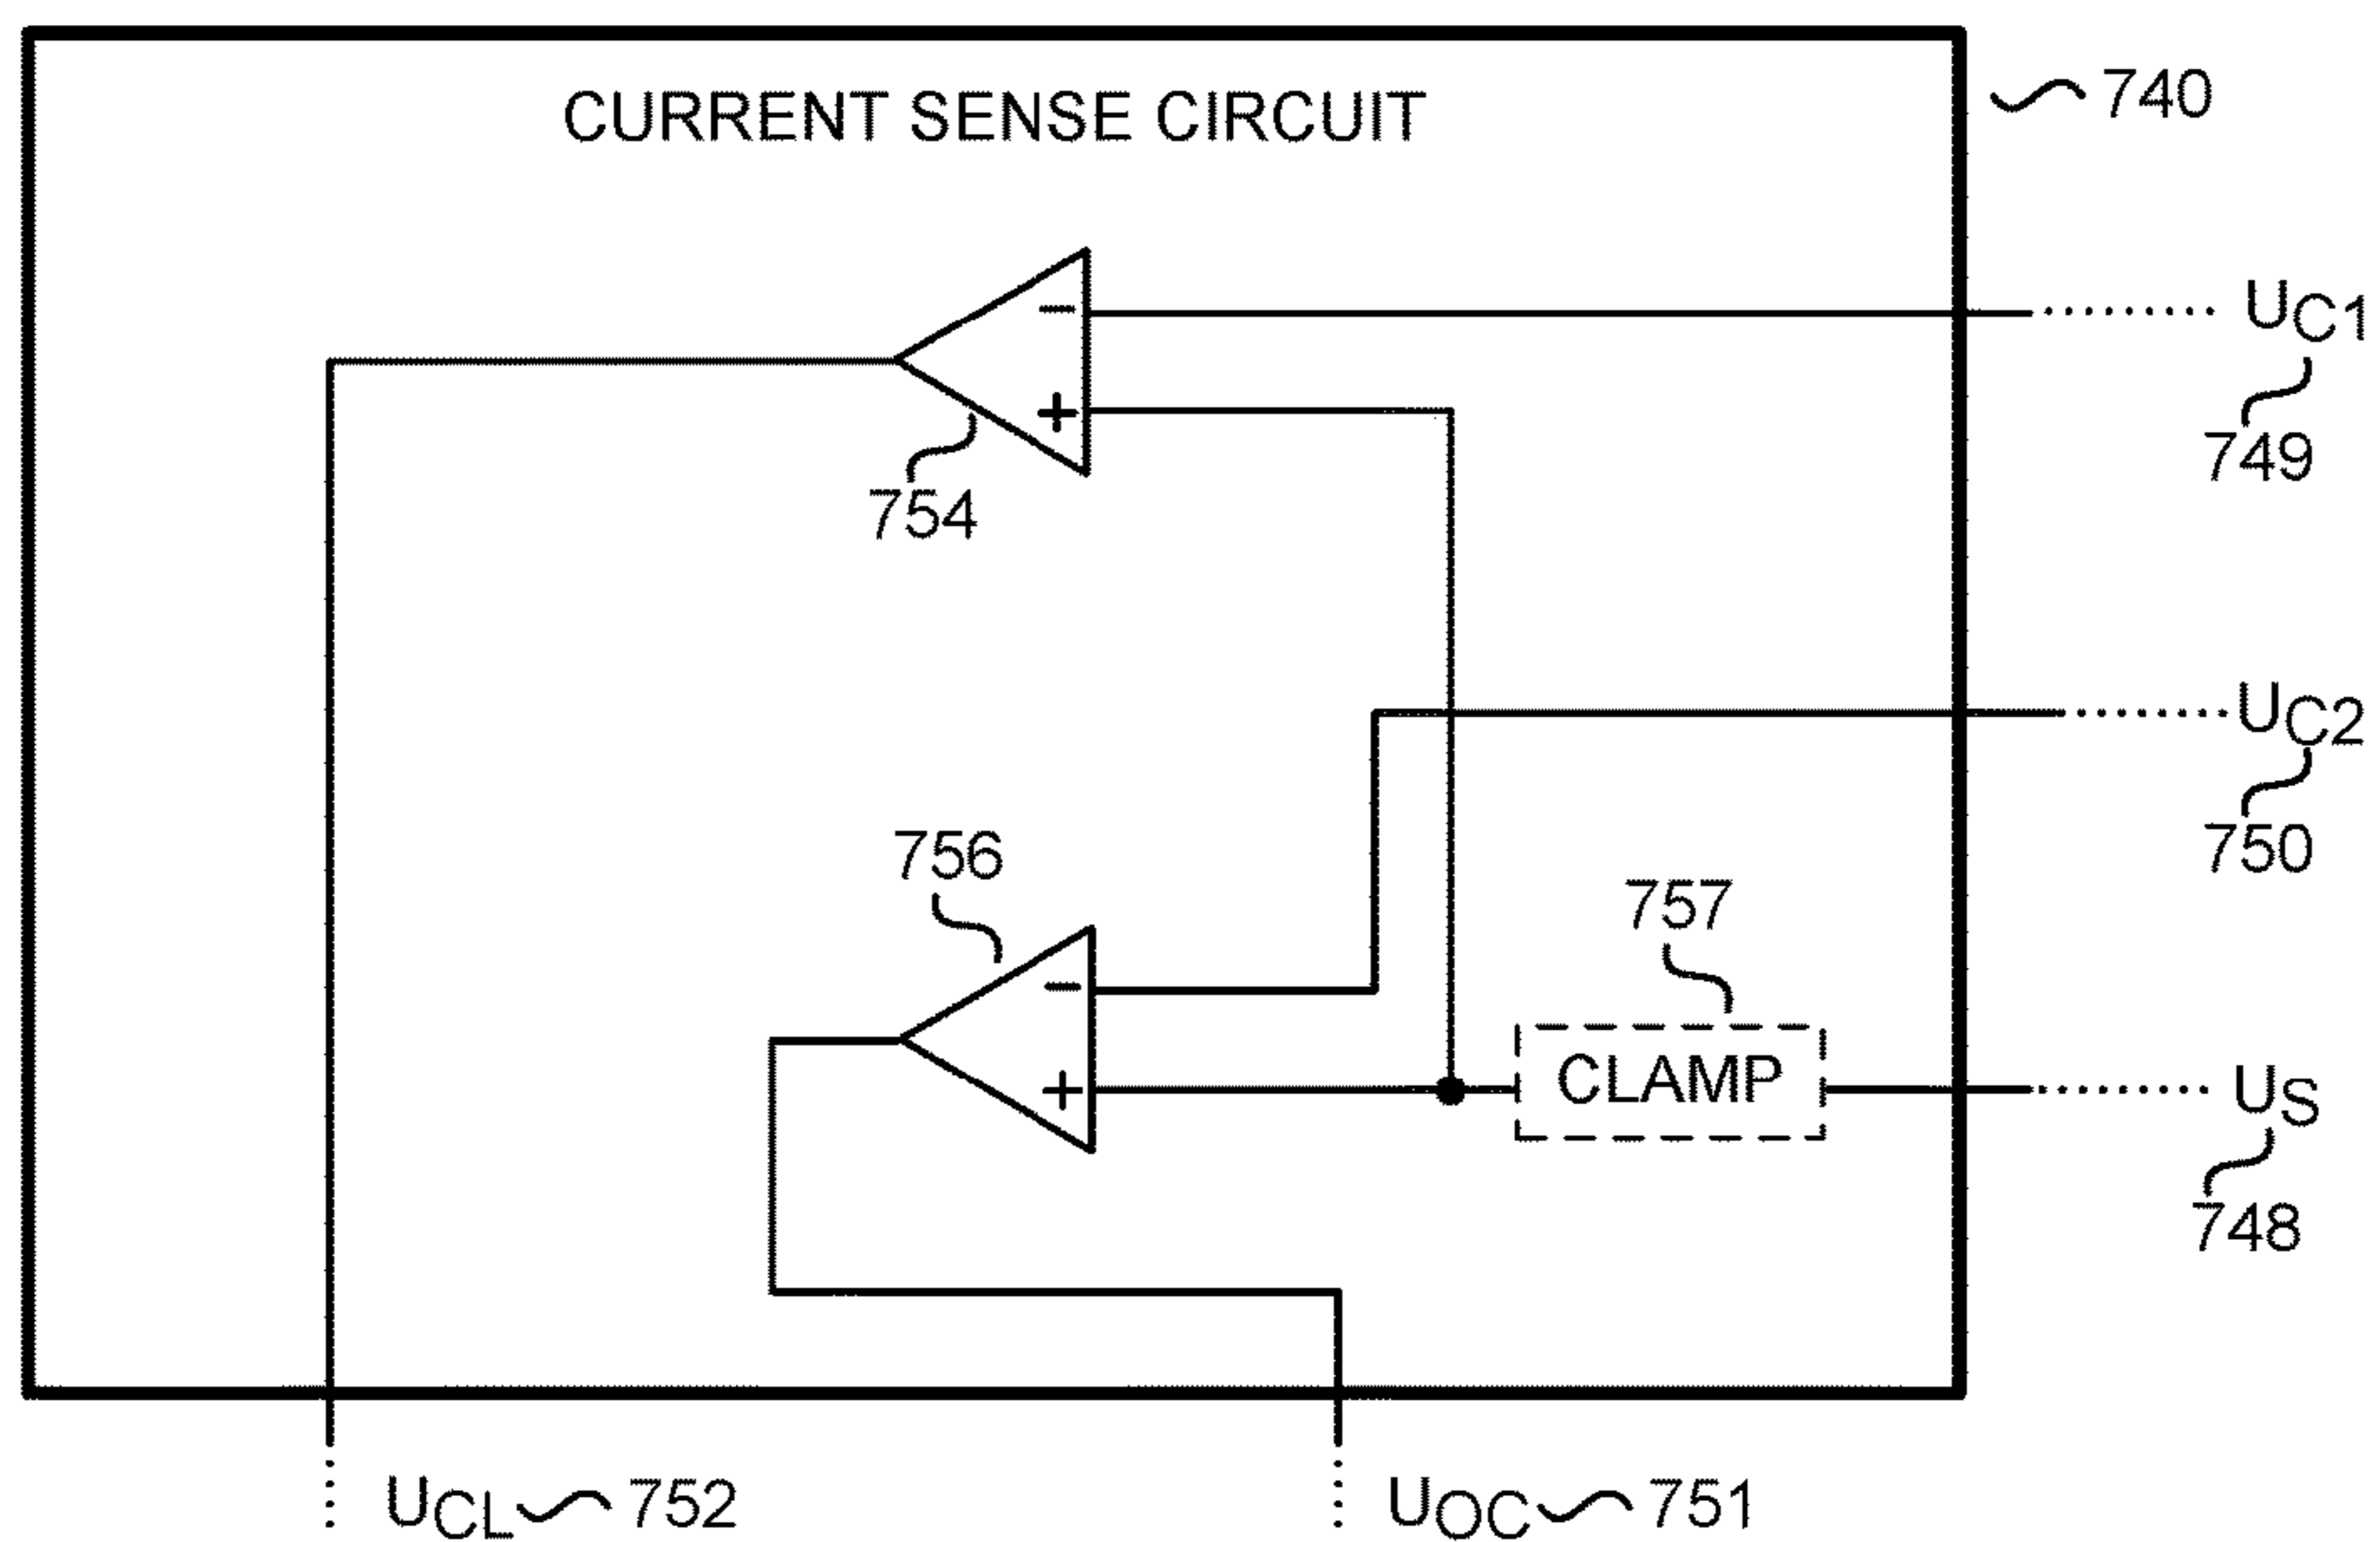 CURRENT SENSE CIRCUIT
740
UC1
749
−
+
754
UC2
750
756
757
−
+
CLAMP
US
748
UCL 752
UOC 751